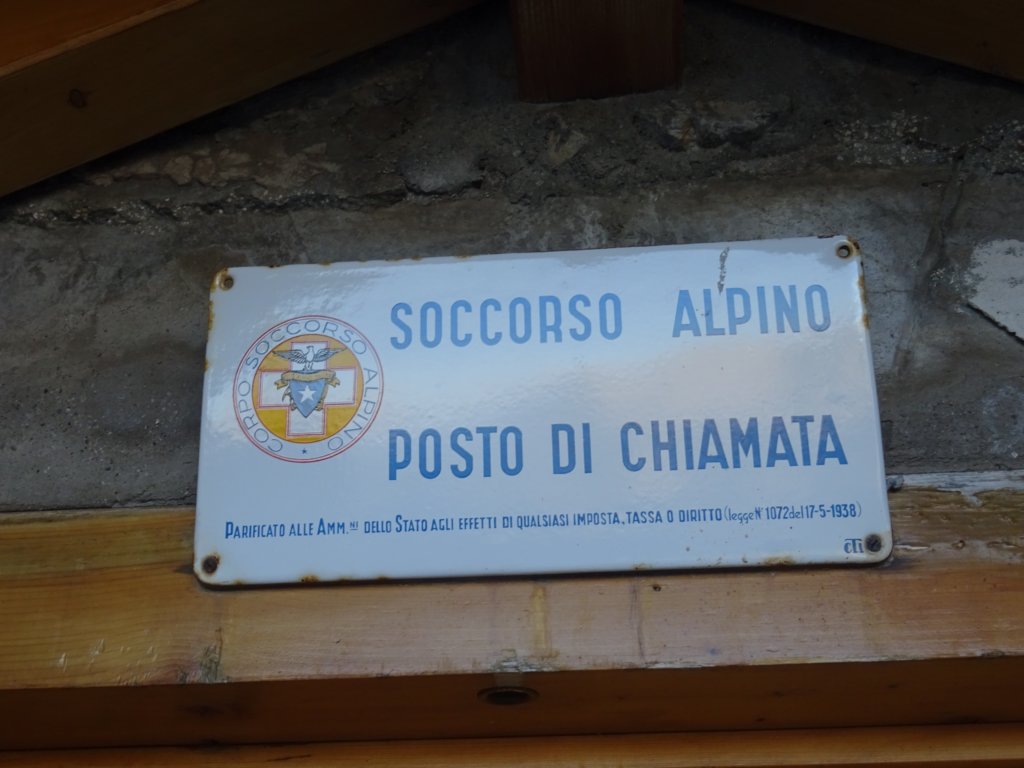 CORPO SOCCORSO ALPINO
SOCCORSO ALPINO
POSTO DI CHIAMATA
PARIFICATO ALLE AMM.NI DELLO STATO AGLI EFFETTI DI QUALSIASI IMPOSTA, TASSA O DIRITTO (legge N° 1072 del 17-5-1938)
CTI